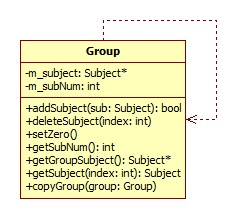 Group
-m_subject: Subject*
-m_subNum: int
+addSubject(sub: Subject): bool
+deleteSubject(index: int)
+setZero()
+getSubNum(): int
+getGroupSubject(): Subject*
+getSubject(index: int): Subject
+copyGroup(group: Group)